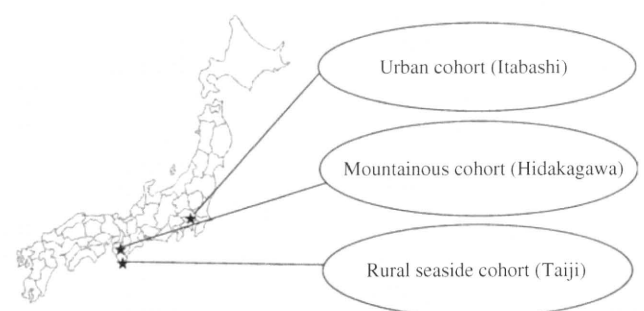 Urban cohort (Itabashi)
Mountainous cohort (Hidakagawa)
Rural seaside cohort (Taiji)